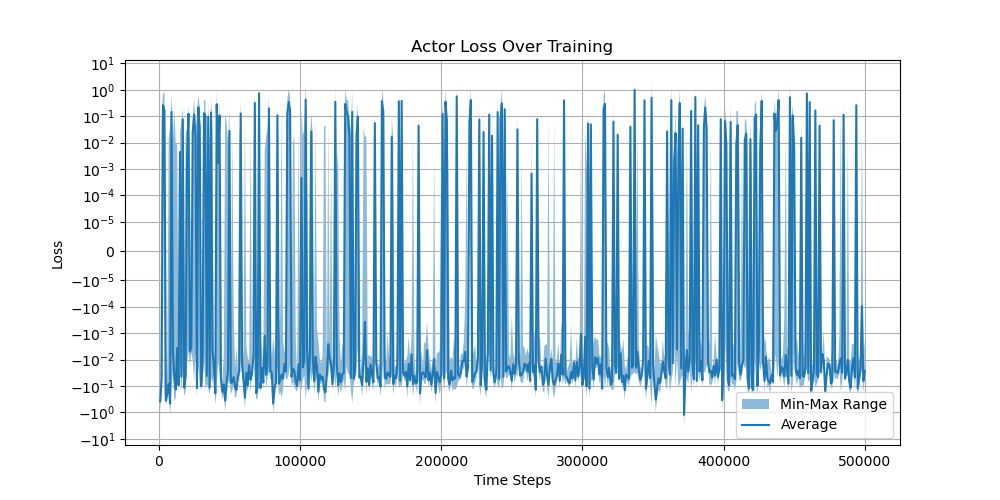 Actor Loss Over Training
10¹
10⁰
10⁻¹
10⁻²
10⁻³
10⁻⁴
10⁻⁵
0
−10⁻⁵
−10⁻⁴
−10⁻³
−10⁻²
−10⁻¹
−10⁰
−10¹
Loss
Min-Max Range
Average
0 100000 200000 300000 400000 500000
Time Steps